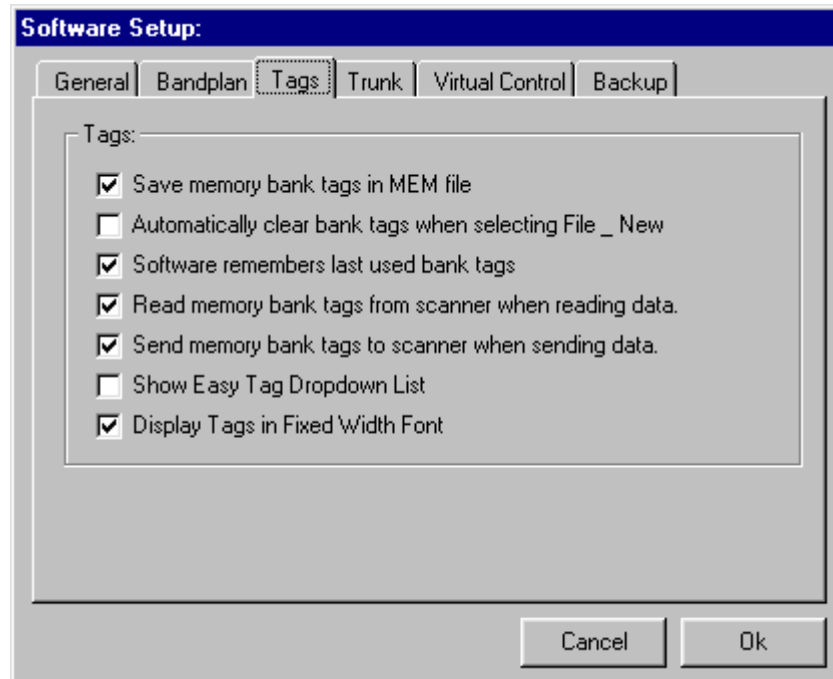 Software Setup:
General Bandplan Tags Trunk Virtual Control Backup
Tags:
Save memory bank tags in MEM file
Automatically clear bank tags when selecting File _ New
Software remembers last used bank tags
Read memory bank tags from scanner when reading data.
Send memory bank tags to scanner when sending data.
Show Easy Tag Dropdown List
Display Tags in Fixed Width Font
Cancel Ok